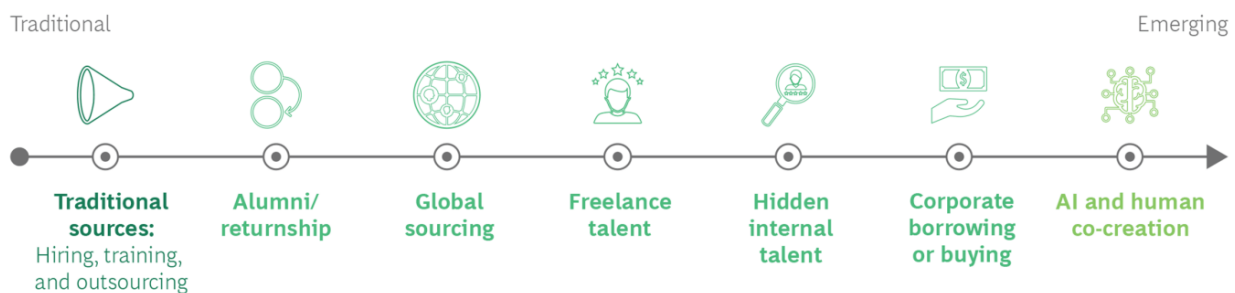 Traditional
Emerging
$
Traditional
sources:
Hiring, training,
and outsourcing
Alumni/
returnship
Global
sourcing
Freelance
talent
Hidden
internal
talent
Corporate
borrowing
or buying
AI and human
co-creation